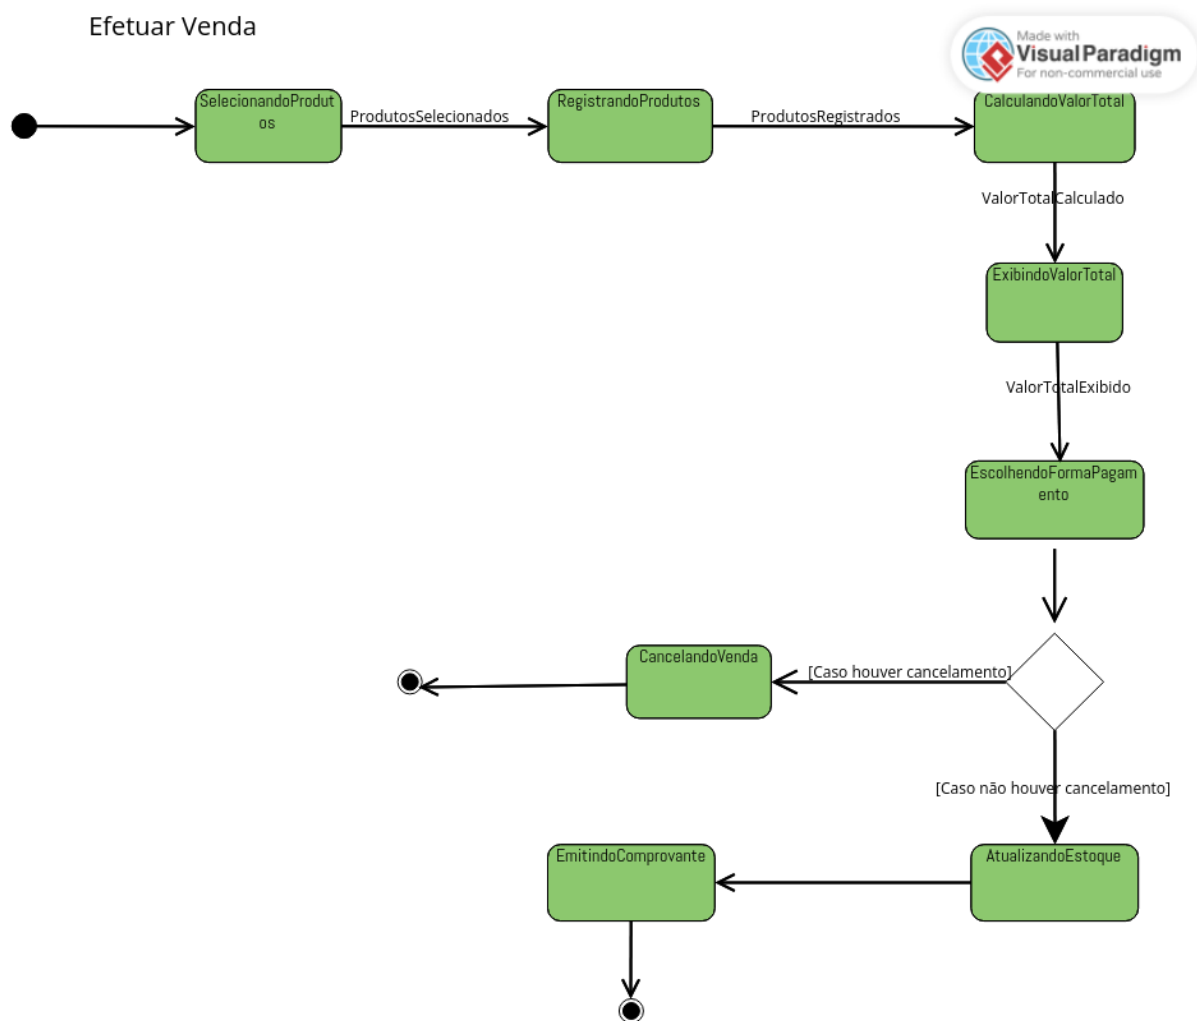 Efetuar Venda
Made with
Visual Paradigm
For non-commercial use
SelecionandoProdut
os
ProdutosSelecionados
RegistrandoProdutos
ProdutosRegistrados
CalculandoValorTotal
ValorTotalCalculado
ExibindoValorTotal
ValorTotalExibido
EscolhendoFormaPagam
ento
CancelandoVenda
[Caso houver cancelamento]
[Caso não houver cancelamento]
EmitindoComprovante
AtualizandoEstoque